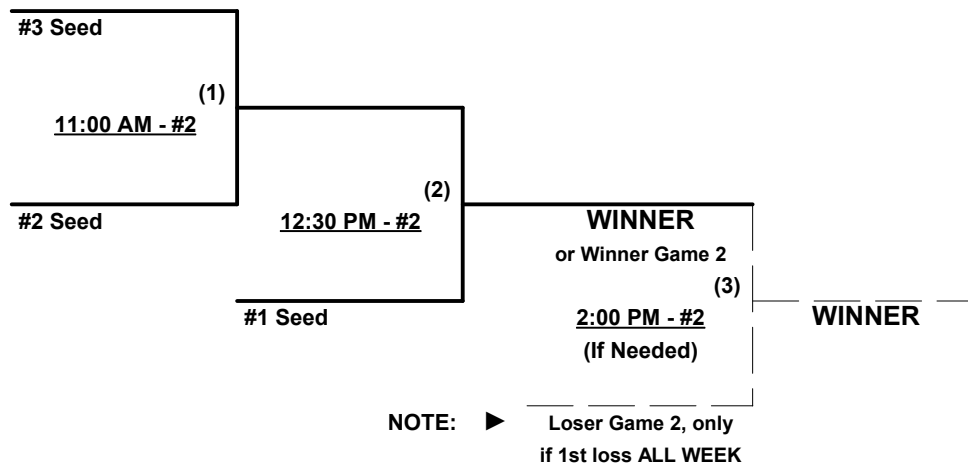 #3 Seed
(1)
11:00 AM - #2
#2 Seed
(2)
12:30 PM - #2
#1 Seed
WINNER
or Winner Game 2
(3)
2:00 PM - #2
(If Needed)
WINNER
NOTE: ► Loser Game 2, only
if 1st loss ALL WEEK